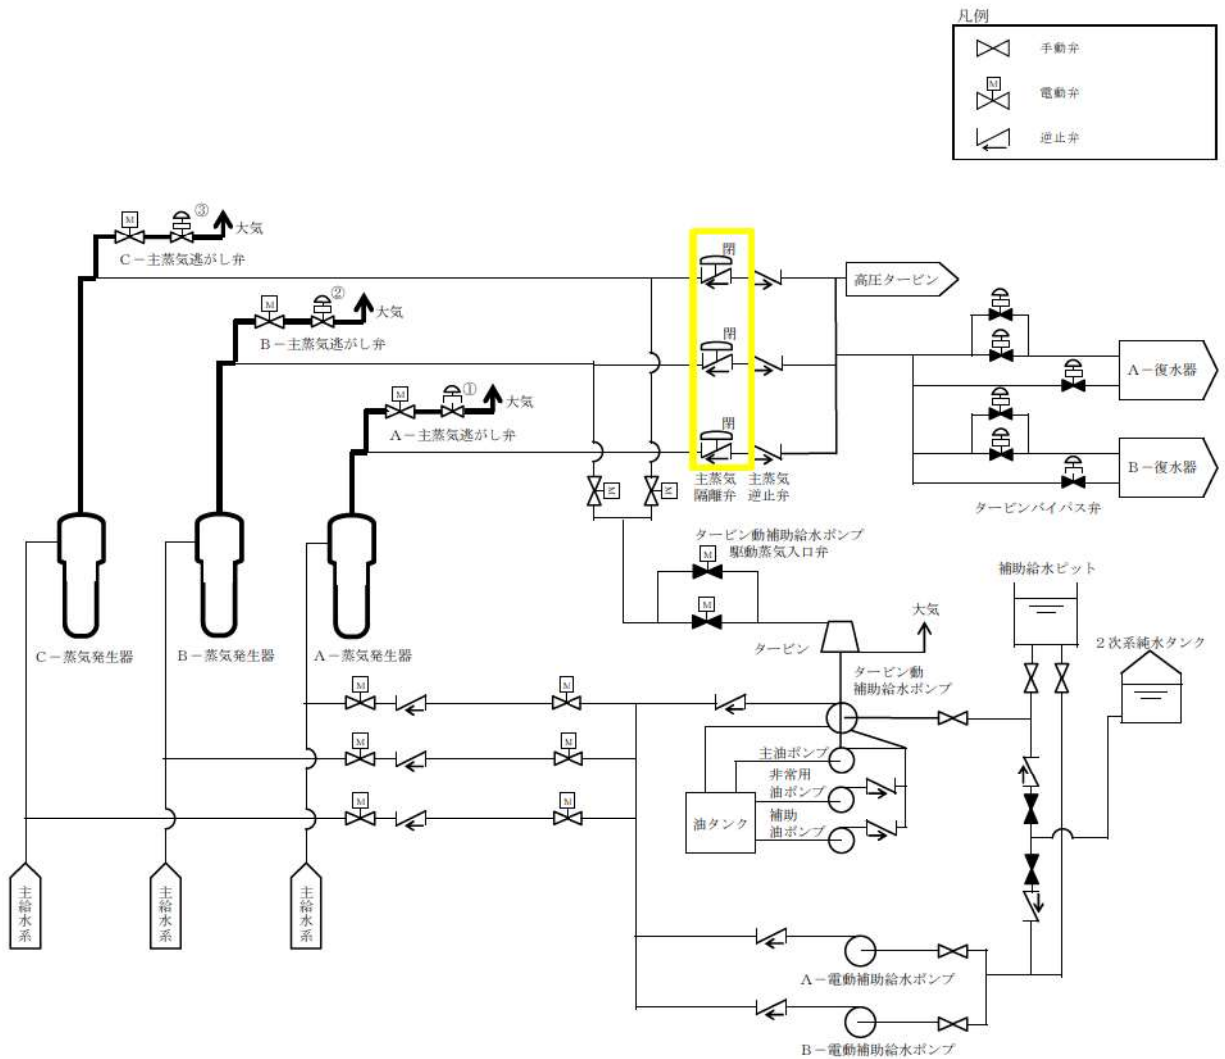 凡例
手動弁
M
電動弁
逆止弁
M
③
大気
C-主蒸気逃がし弁
M
②
大気
B-主蒸気逃がし弁
M
①
大気
A-主蒸気逃がし弁
閉
閉
閉
主蒸気
隔離弁
主蒸気
逆止弁
高圧タービン
A-復水器
B-復水器
タービンバイパス弁
M
M
タービン動補助給水ポンプ
駆動蒸気入口弁
M
M
C-蒸気発生器
B-蒸気発生器
A-蒸気発生器
タービン
大気
補助給水ピット
2次系純水タンク
タービン動
補助給水ポンプ
M
M
M
M
M
M
主油ポンプ
非常用
油ポンプ
補助
油ポンプ
油タンク
主給水系
主給水系
主給水系
A-電動補助給水ポンプ
B-電動補助給水ポンプ